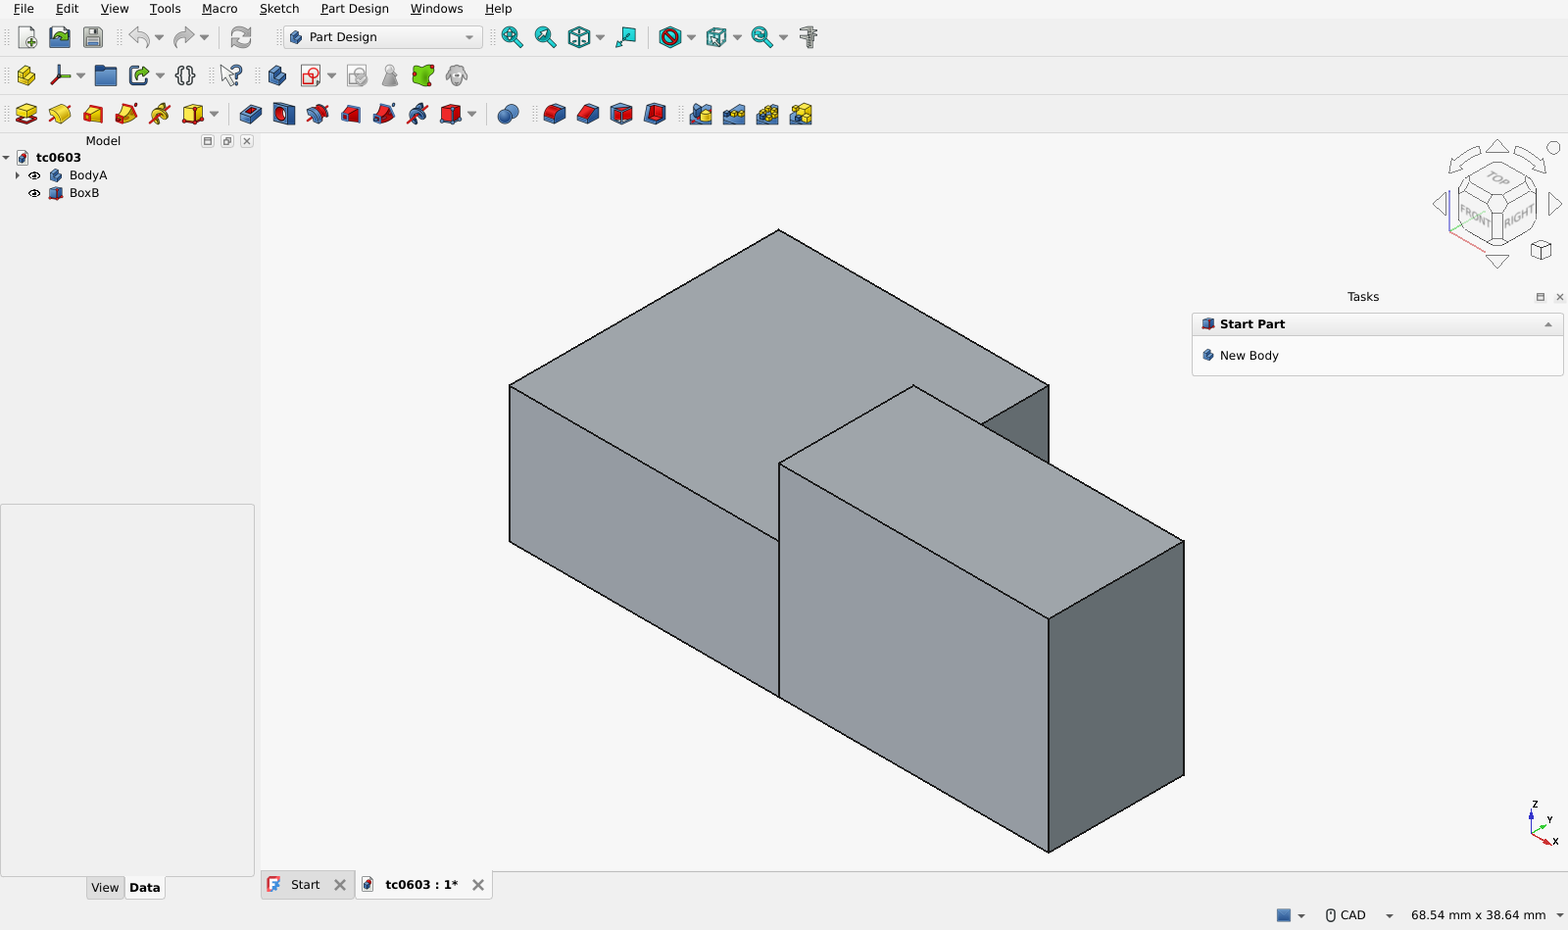 File Edit View Tools Macro Sketch Part Design Windows Help
Part Design
Model
tc0603
BodyA
BoxB
TOP
FRONT
RIGHT
Tasks
Start Part
New Body
Z
Y
X
View
Data
Start
tc0603 : 1*
CAD
68.54 mm x 38.64 mm